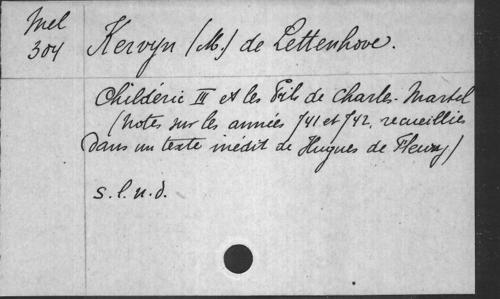 Mel
304
Kervyn (M.) de Lettenhove.
Childéric III et les Fils de Charles-Martel
(Notes sur les années 741 et 742, recueillies
dans un texte inédit de Hugues de Fleury)
s.l.n.d.